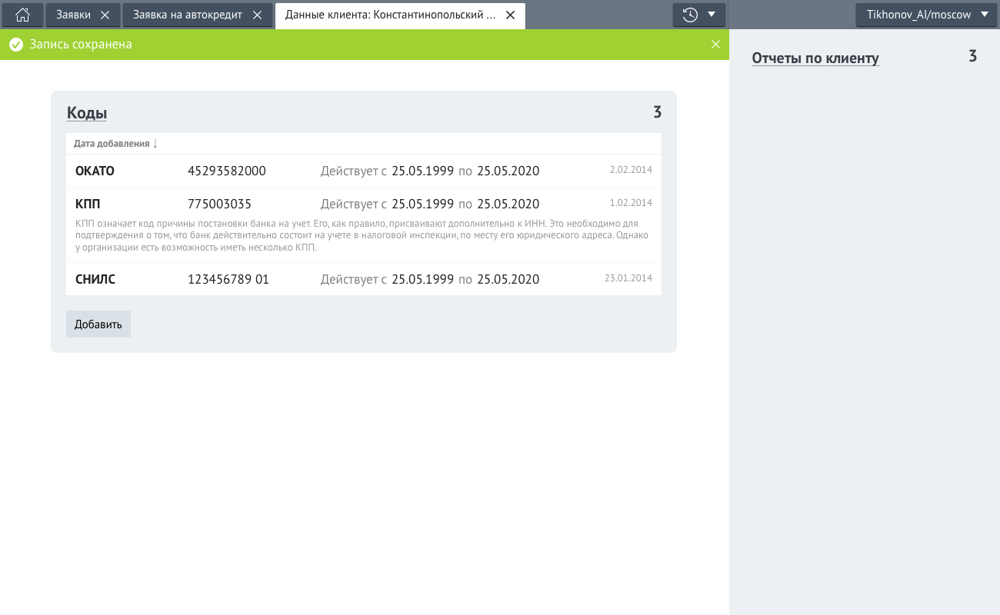 Заявки
Заявка на автокредит
Данные клиента: Константинопольский ...
Tikhonov_AI/moscow
Запись сохранена
Отчеты по клиенту 3
Коды 3
Дата добавления ↓
ОКАТО 45293582000 Действует с 25.05.1999 по 25.05.2020 2.02.2014
КПП 775003035 Действует с 25.05.1999 по 25.05.2020 1.02.2014
КПП означает код причины постановки банка на учет. Его, как правило, присваивают дополнительно к ИНН. Это необходимо для
подтверждения о том, что банк действительно состоит на учете в налоговой инспекции, по месту его юридического адреса. Однако
у организации есть возможность иметь несколько КПП.
СНИЛС 123456789 01 Действует с 25.05.1999 по 25.05.2020 23.01.2014
Добавить